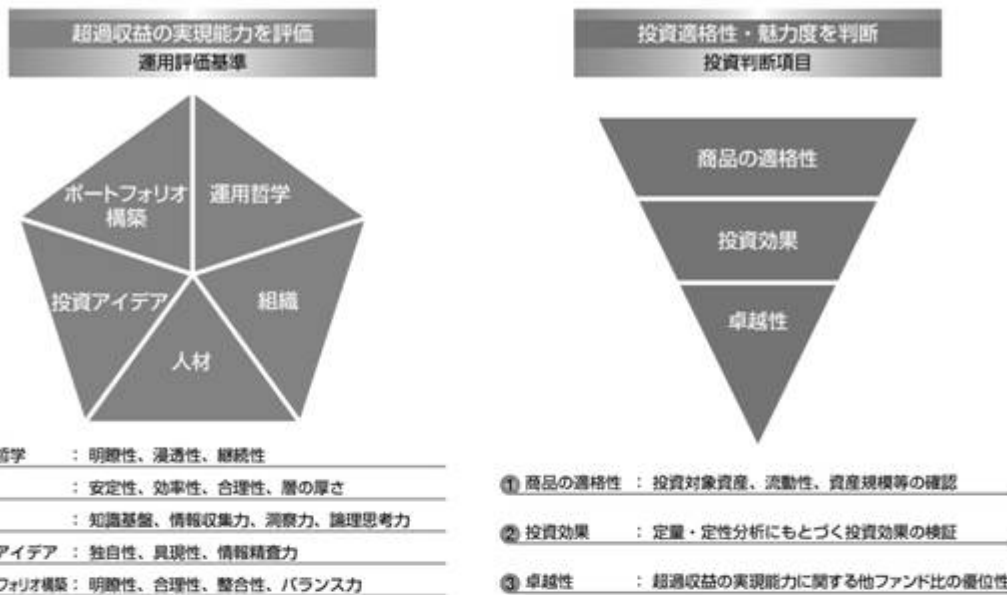 超過収益の実現能力を評価
運用評価基準
ポートフォリオ
構築
運用哲学
投資アイデア
組織
人材
哲学 : 明瞭性、浸透性、継続性
: 安定性、効率性、合理性、層の厚さ
: 知識基盤、情報収集力、洞察力、論理思考力
アイデア : 独自性、具現性、情報精査力
フォリオ構築 : 明瞭性、合理性、整合性、バランス力
投資適格性・魅力度を判断
投資判断項目
商品の適格性
投資効果
卓越性
① 商品の適格性 : 投資対象資産、流動性、資産規模等の確認
② 投資効果 : 定量・定性分析にもとづく投資効果の検証
③ 卓越性 : 超過収益の実現能力に関する他ファンド比の優位性